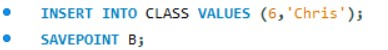 INSERT INTO CLASS VALUES (6,'Chris');
SAVEPOINT B;